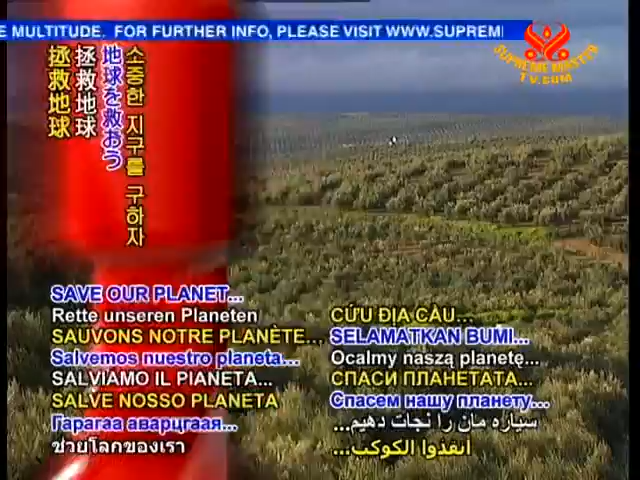 E MULTITUDE. FOR FURTHER INFO, PLEASE VISIT WWW.SUPREME
SUPREME MASTER
TV.COM
소중한 지구를 구하자
地球を救おう
拯救地球
拯救地球
SAVE OUR PLANET...
Rette unseren Planeten
SAUVONS NOTRE PLANÈTE...
Salvemos nuestro planeta...
SALVIAMO IL PIANETA...
SALVE NOSSO PLANETA
Гарагаа аварцгаая...
ช่วยโลกของเรา
CỨU ĐỊA CẦU...
SELAMATKAN BUMI...
Ocalmy naszą planetę...
СПАСИ ПЛАНЕТАТА...
Спасем нашу планету...
سیاره مان را نجات دهیم...
أنقذوا الكوكب...